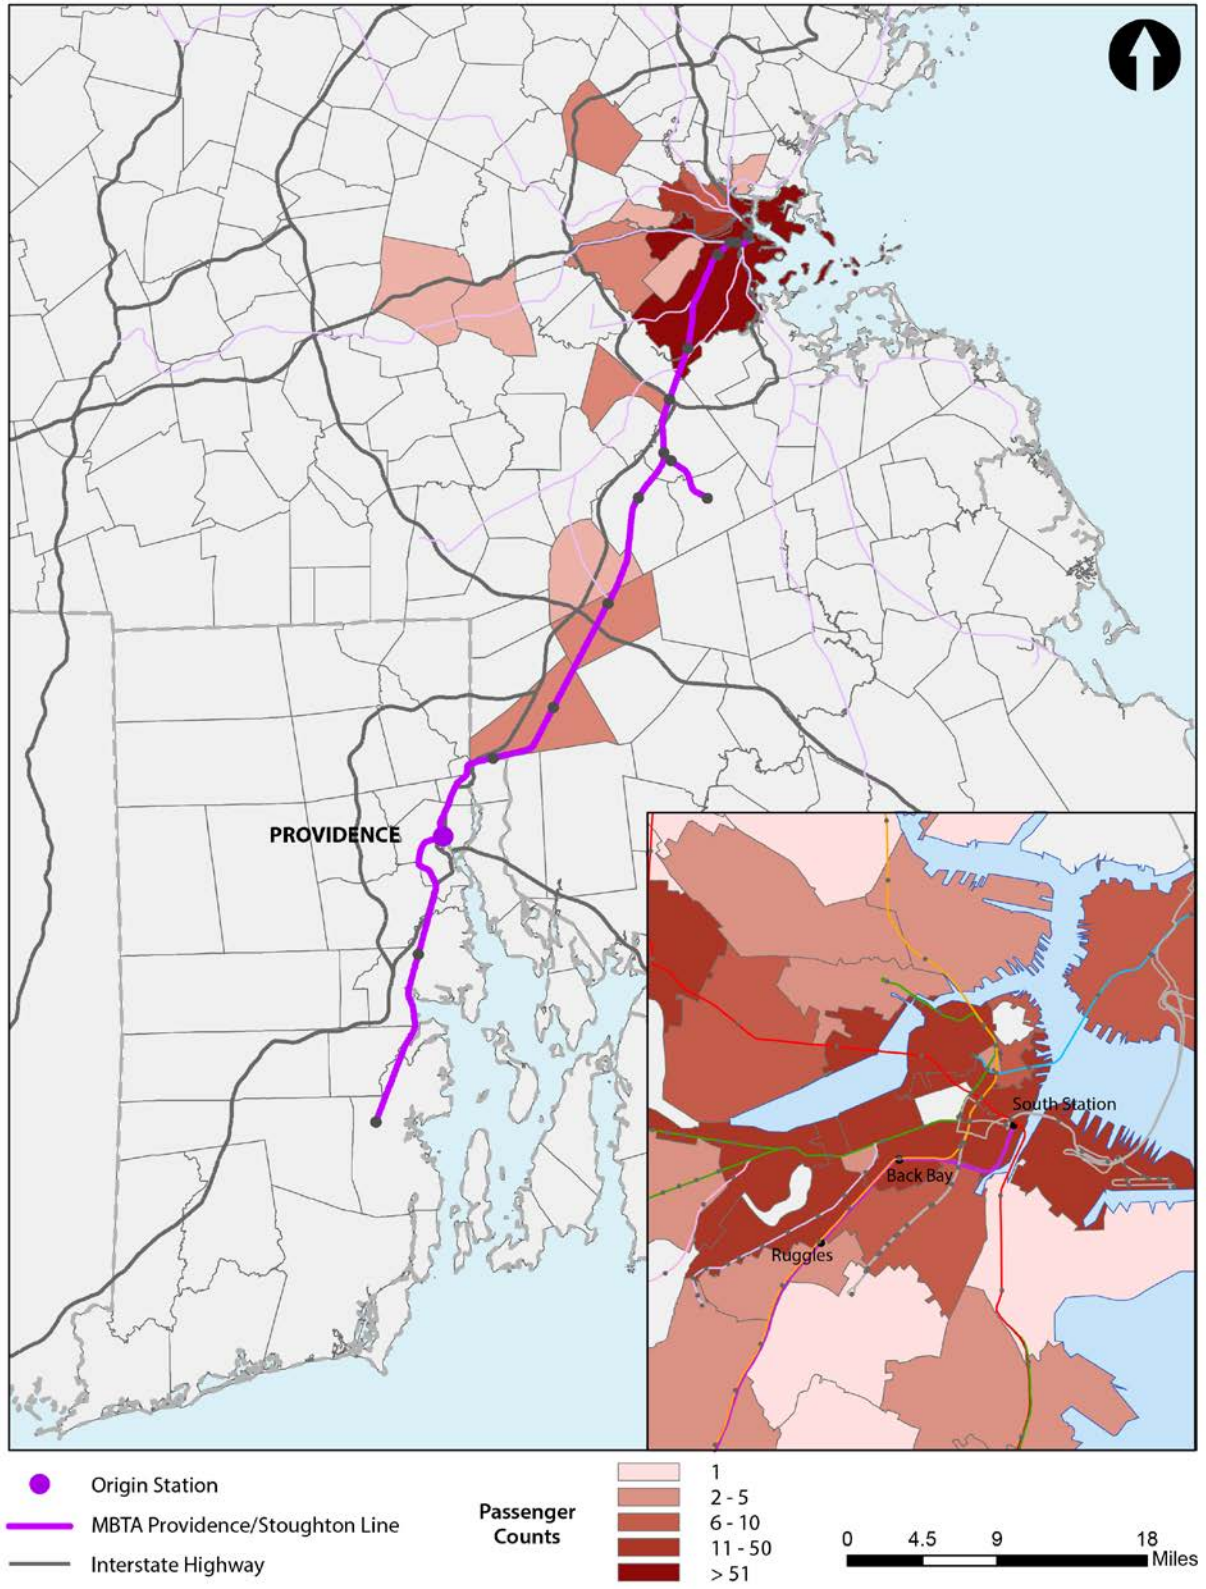 PROVIDENCE
South Station
Back Bay
Ruggles
Origin Station
MBTA Providence/Stoughton Line
Interstate Highway
Passenger
Counts
1
2 - 5
6 - 10
11 - 50
> 51
0 4.5 9 18
Miles